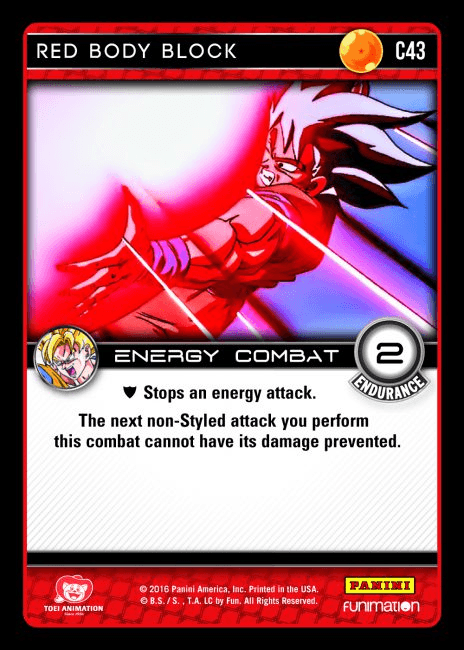 RED BODY BLOCK
C43
ENERGY COMBAT
2
ENDURANCE
Stops an energy attack.
The next non-Styled attack you perform
this combat cannot have its damage prevented.
TOEI ANIMATION
Since 1956
© 2016 Panini America, Inc. Printed in the USA.
© B.S. / S. , T.A. LC by Fun. All Rights Reserved.
PANINI
FUNIMATION